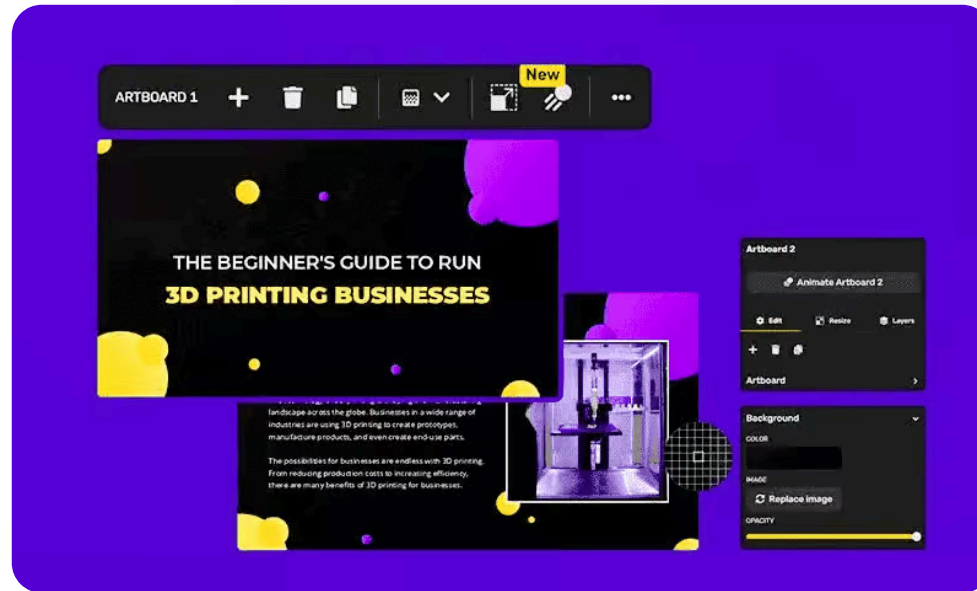 New
ARTBOARD 1
THE BEGINNER'S GUIDE TO RUN
3D PRINTING BUSINESSES
landscape across the globe. Businesses in a wide range of
industries are using 3D printing to create prototypes,
manufacture products, and even create end-use parts.
The possibilities for businesses are endless with 3D printing.
From reducing production costs to increasing efficiency,
there are many benefits of 3D printing for businesses.
Artboard 2
Animate Artboard 2
Edit Resize Layers
Artboard
Background
COLOR
IMAGE
Replace image
OPACITY